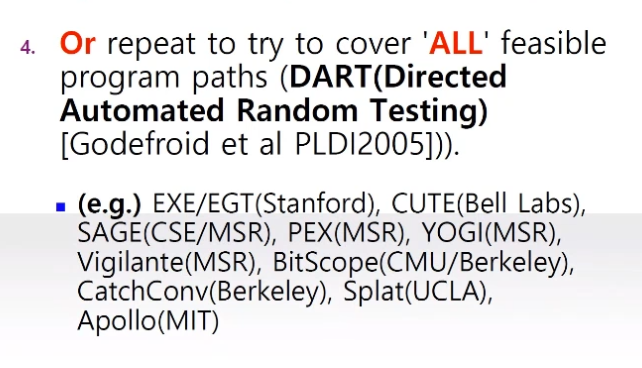 4. Or repeat to try to cover 'ALL' feasible
program paths (DART(Directed
Automated Random Testing)
[Godefroid et al PLDI2005])).
▪ (e.g.) EXE/EGT(Stanford), CUTE(Bell Labs),
SAGE(CSE/MSR), PEX(MSR), YOGI(MSR),
Vigilante(MSR), BitScope(CMU/Berkeley),
CatchConv(Berkeley), Splat(UCLA),
Apollo(MIT)